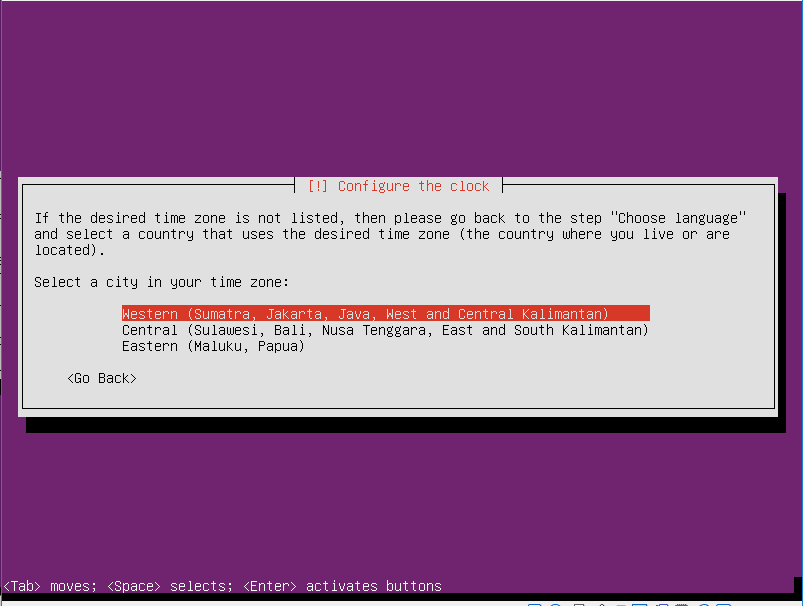 [!] Configure the clock
If the desired time zone is not listed, then please go back to the step "Choose language"
and select a country that uses the desired time zone (the country where you live or are
located).
Select a city in your time zone:
Western (Sumatra, Jakarta, Java, West and Central Kalimantan)
Central (Sulawesi, Bali, Nusa Tenggara, East and South Kalimantan)
Eastern (Maluku, Papua)
<Go Back>
<Tab> moves; <Space> selects; <Enter> activates buttons